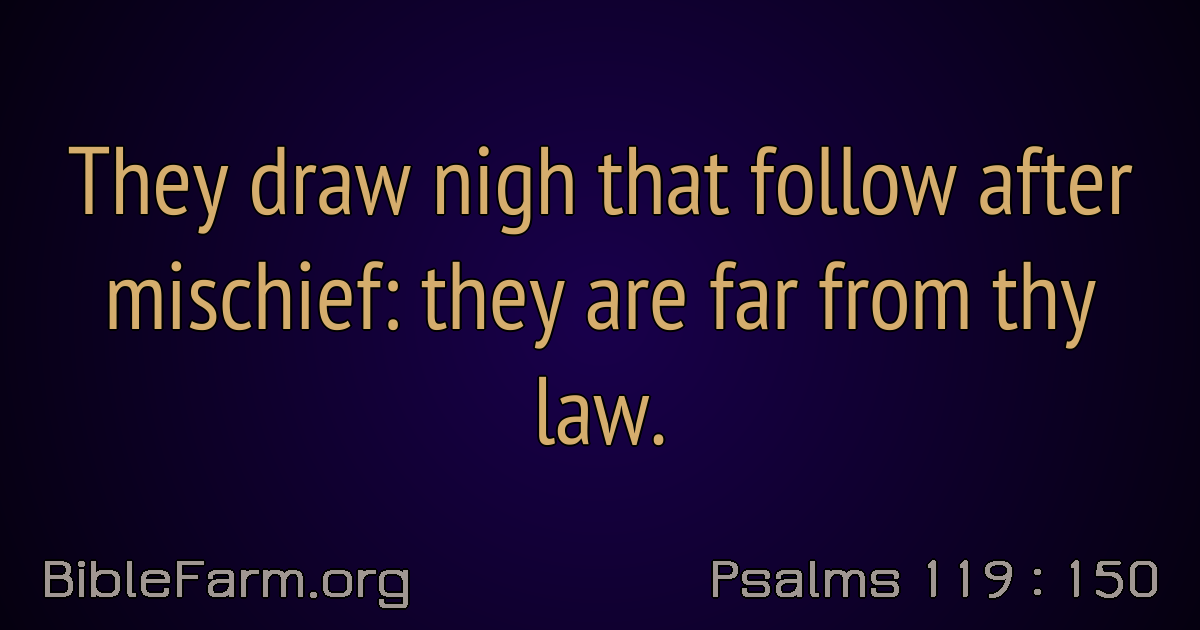 They draw nigh that follow after
mischief: they are far from thy
law.
BibleFarm.org
Psalms 119 : 150